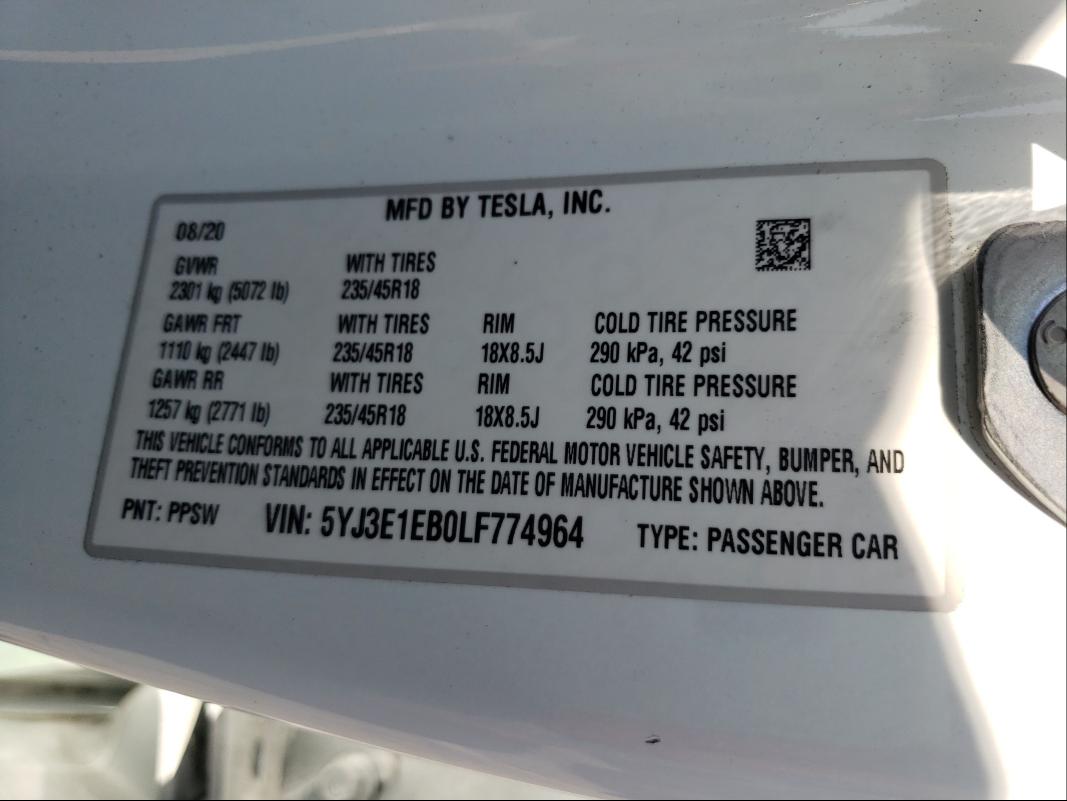 MFD BY TESLA, INC.
08/20
GVWR WITH TIRES
2301 kg (5072 lb) 235/45R18
GAWR FRT WITH TIRES RIM COLD TIRE PRESSURE
1110 kg (2447 lb) 235/45R18 18X8.5J 290 kPa, 42 psi
GAWR RR WITH TIRES RIM COLD TIRE PRESSURE
1257 kg (2771 lb) 235/45R18 18X8.5J 290 kPa, 42 psi
THIS VEHICLE CONFORMS TO ALL APPLICABLE U.S. FEDERAL MOTOR VEHICLE SAFETY, BUMPER, AND
THEFT PREVENTION STANDARDS IN EFFECT ON THE DATE OF MANUFACTURE SHOWN ABOVE.
PNT: PPSW VIN: 5YJ3E1EB0LF774964 TYPE: PASSENGER CAR